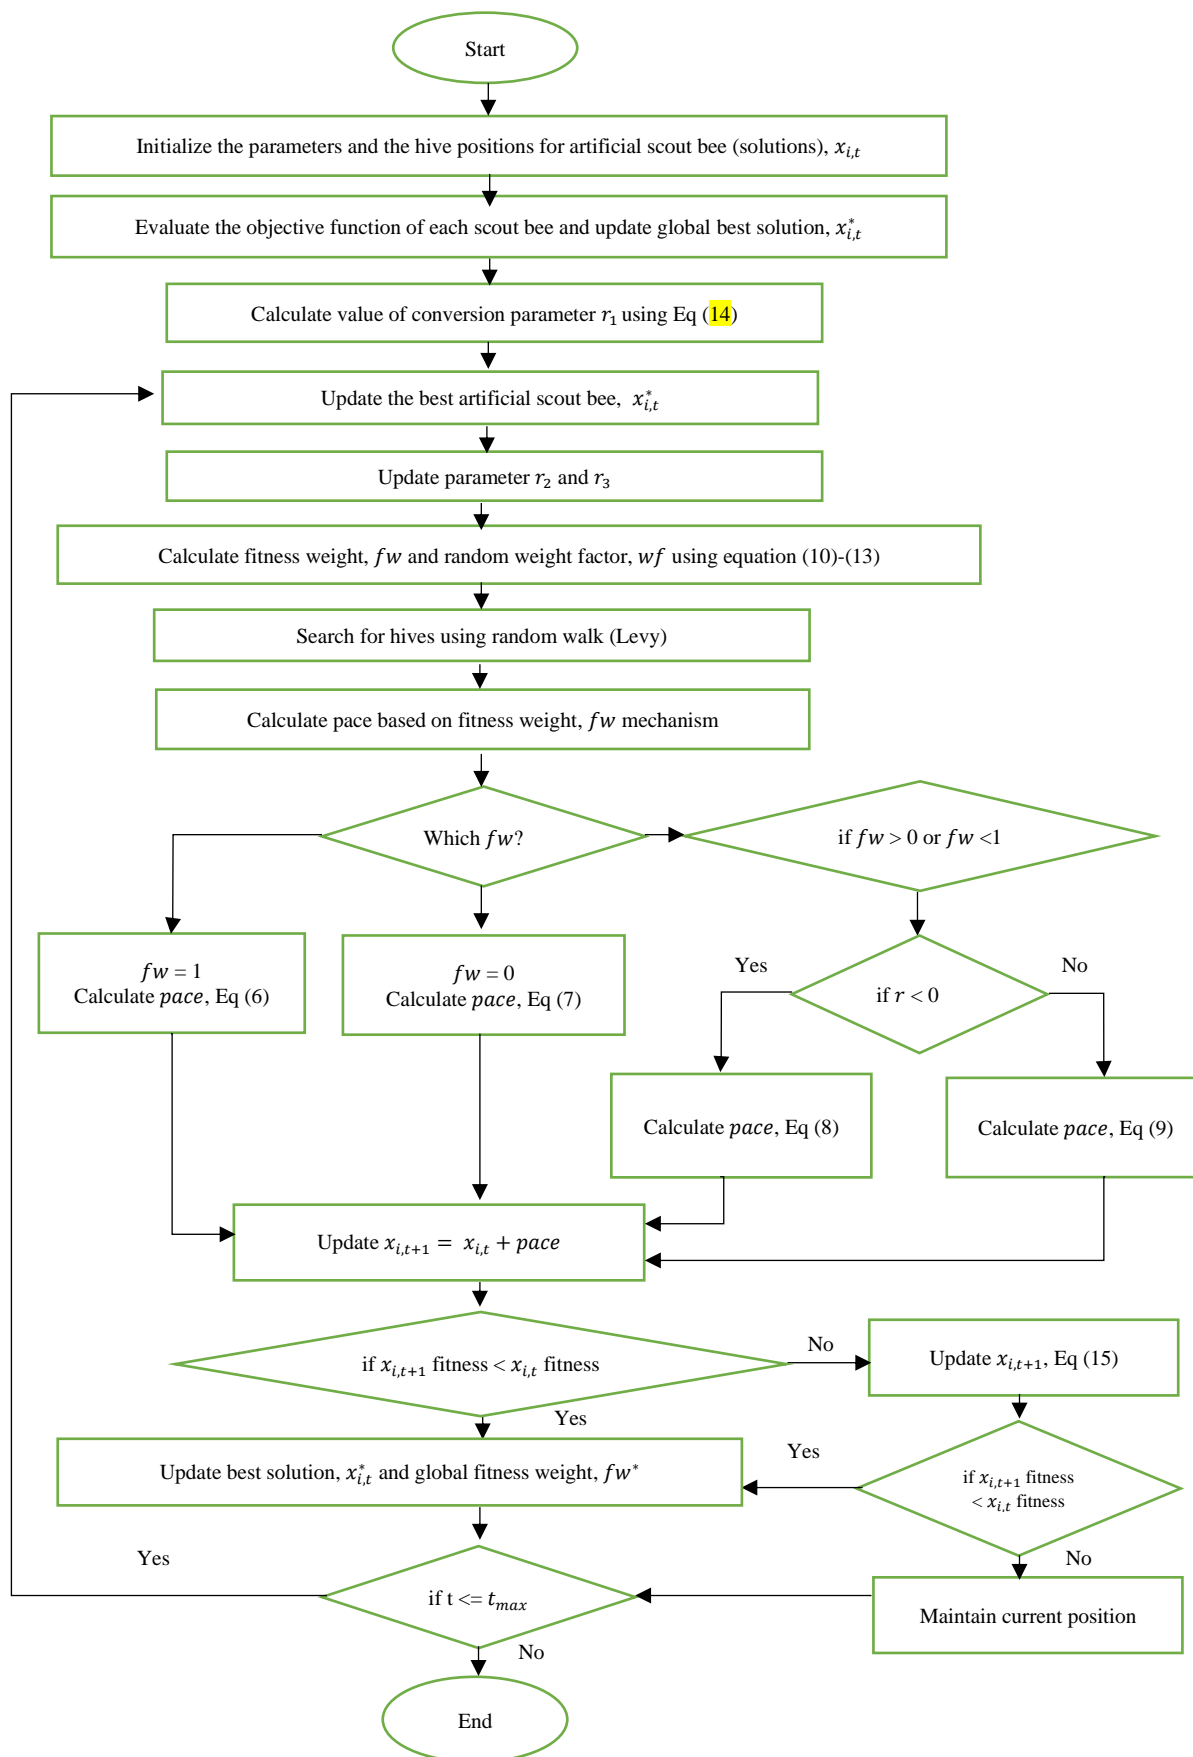 Start
Initialize the parameters and the hive positions for artificial scout bee (solutions), $x_{i,t}$
Evaluate the objective function of each scout bee and update global best solution, $x_{i,t}^{*}$
Calculate value of conversion parameter $r_1$ using Eq (14)
Update the best artificial scout bee, $x_{i,t}^{*}$
Update parameter $r_2$ and $r_3$
Calculate fitness weight, $fw$ and random weight factor, $wf$ using equation (10)-(13)
Search for hives using random walk (Levy)
Calculate pace based on fitness weight, $fw$ mechanism
Which $fw$?
if $fw$ > 0 or $fw$ <1
$fw$ = 1
Calculate $pace$, Eq (6)
$fw$ = 0
Calculate $pace$, Eq (7)
Yes
if $r$ < 0
No
Calculate $pace$, Eq (8)
Calculate $pace$, Eq (9)
Update $x_{i,t+1} = x_{i,t} + pace$
if $x_{i,t+1}$ fitness < $x_{i,t}$ fitness
No
Update $x_{i,t+1}$, Eq (15)
Yes
Update best solution, $x_{i,t}^{*}$ and global fitness weight, $fw^{*}$
Yes
if $x_{i,t+1}$ fitness
< $x_{i,t}$ fitness
No
Maintain current position
Yes
if t <= $t_{max}$
No
End